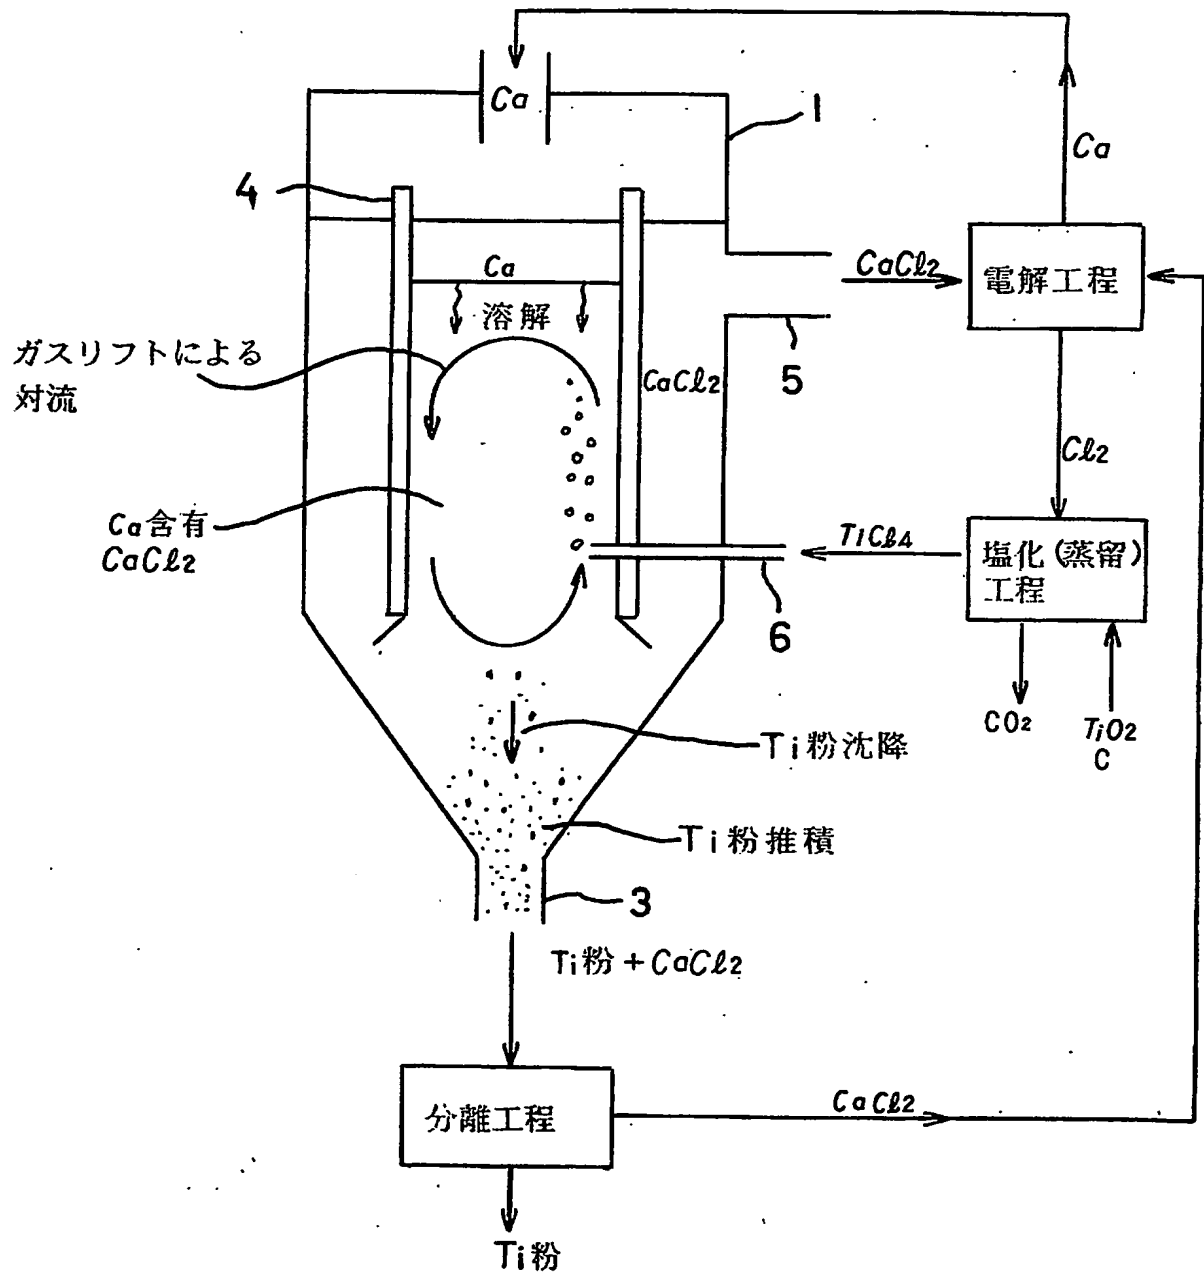 Ca
1
Ca
4
Ca
CaCl2
電解工程
溶解
ガスリフトによる
対流
5
CaCl2
Cl2
Ca含有
CaCl2
TiCl4
塩化(蒸留)
工程
6
CO2
TiO2
C
Ti粉沈降
Ti粉推積
3
Ti粉+CaCl2
分離工程
CaCl2
Ti粉